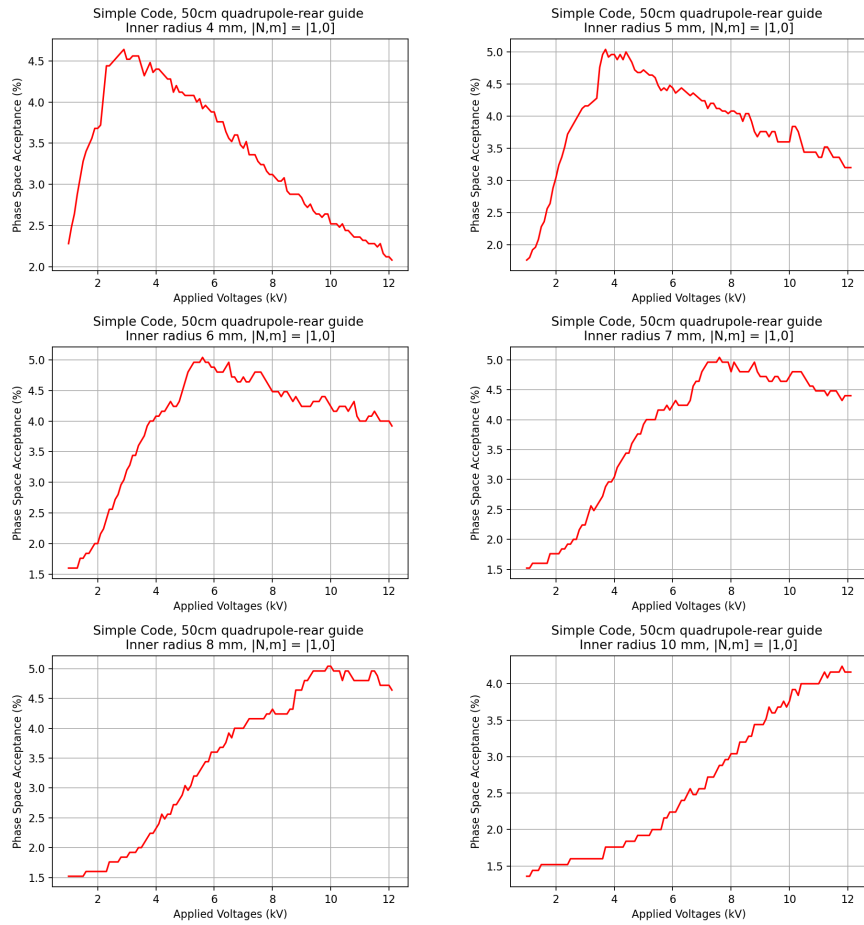 Simple Code, 50cm quadrupole-rear guide
Inner radius 4 mm, |N,m] = |1,0]
Phase Space Acceptance (%)
4.5
4.0
3.5
3.0
2.5
2.0
2 4 6 8 10 12
Applied Voltages (kV)
Simple Code, 50cm quadrupole-rear guide
Inner radius 5 mm, |N,m] = |1,0]
Phase Space Acceptance (%)
5.0
4.5
4.0
3.5
3.0
2.5
2.0
2 4 6 8 10 12
Applied Voltages (kV)
Simple Code, 50cm quadrupole-rear guide
Inner radius 6 mm, |N,m] = |1,0]
Phase Space Acceptance (%)
5.0
4.5
4.0
3.5
3.0
2.5
2.0
1.5
2 4 6 8 10 12
Applied Voltages (kV)
Simple Code, 50cm quadrupole-rear guide
Inner radius 7 mm, |N,m] = |1,0]
Phase Space Acceptance (%)
5.0
4.5
4.0
3.5
3.0
2.5
2.0
1.5
2 4 6 8 10 12
Applied Voltages (kV)
Simple Code, 50cm quadrupole-rear guide
Inner radius 8 mm, |N,m] = |1,0]
Phase Space Acceptance (%)
5.0
4.5
4.0
3.5
3.0
2.5
2.0
1.5
2 4 6 8 10 12
Applied Voltages (kV)
Simple Code, 50cm quadrupole-rear guide
Inner radius 10 mm, |N,m] = |1,0]
Phase Space Acceptance (%)
4.0
3.5
3.0
2.5
2.0
1.5
2 4 6 8 10 12
Applied Voltages (kV)